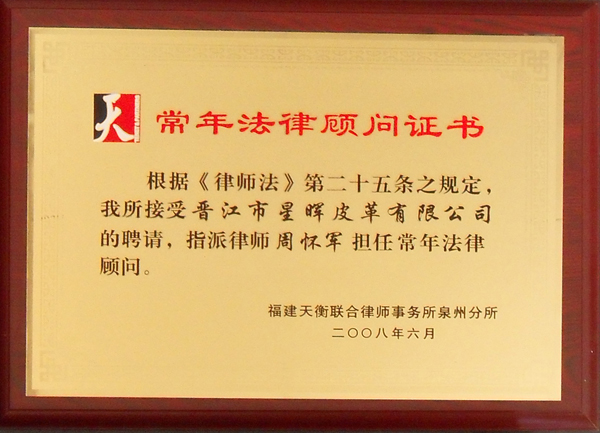 天 常年法律顾问证书
根据《律师法》第二十五条之规定，
我所接受晋江市星晖皮革有限公司
的聘请，指派律师周怀军担任常年法律
顾问。
福建天衡联合律师事务所泉州分所
二〇〇八年六月